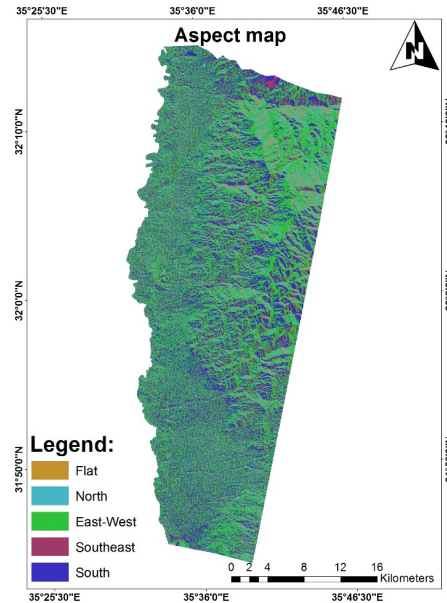 35°25'30"E 35°36'0"E 35°46'30"E
Aspect map
N
32°10'0"N
32°0'0"N
31°50'0"N
Legend:
Flat
North
East-West
Southeast
South
0 2 4 8 12 16
Kilometers
35°25'30"E 35°36'0"E 35°46'30"E